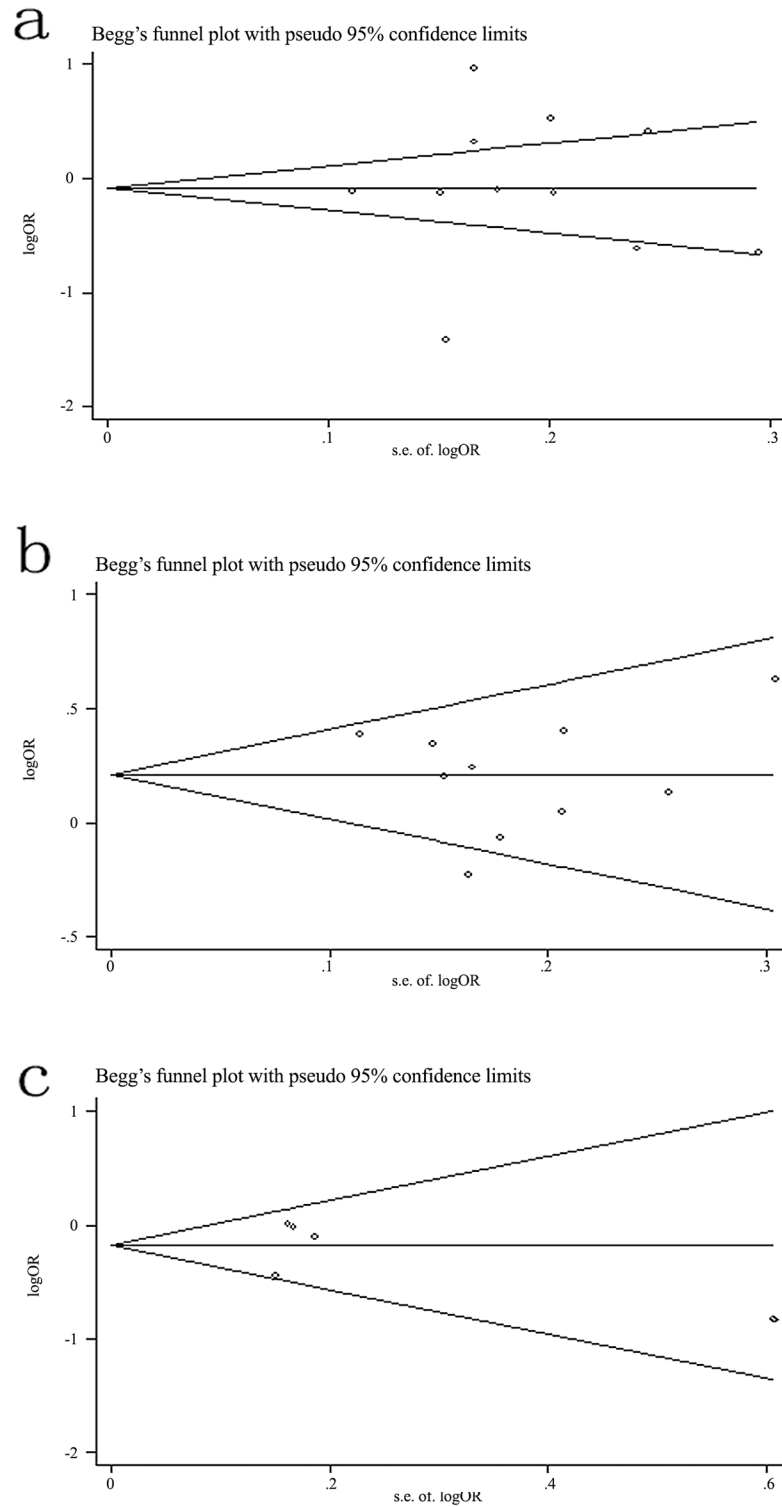 a
Begg’s funnel plot with pseudo 95% confidence limits
1
0
-1
-2
logOR
0 .1 .2 .3
s.e. of. logOR
b
Begg’s funnel plot with pseudo 95% confidence limits
1
.5
0
-.5
logOR
0 .1 .2 .3
s.e. of. logOR
c
Begg’s funnel plot with pseudo 95% confidence limits
1
0
-1
-2
logOR
0 .2 .4 .6
s.e. of. logOR